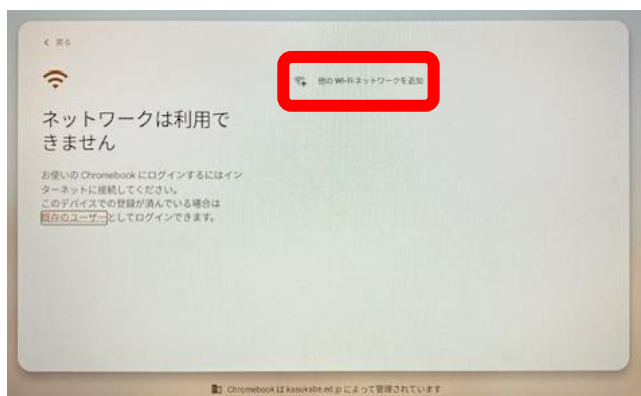 戻る
他の Wi-Fi ネットワークを追加
ネットワークは利用で
きません
お使いの Chromebook にログインするにはイン
ターネットに接続してください。
このデバイスでの登録が済んでいる場合は
既存のユーザーとしてログインできます。
Chromebook は kasukabe.ed.jp によって管理されています